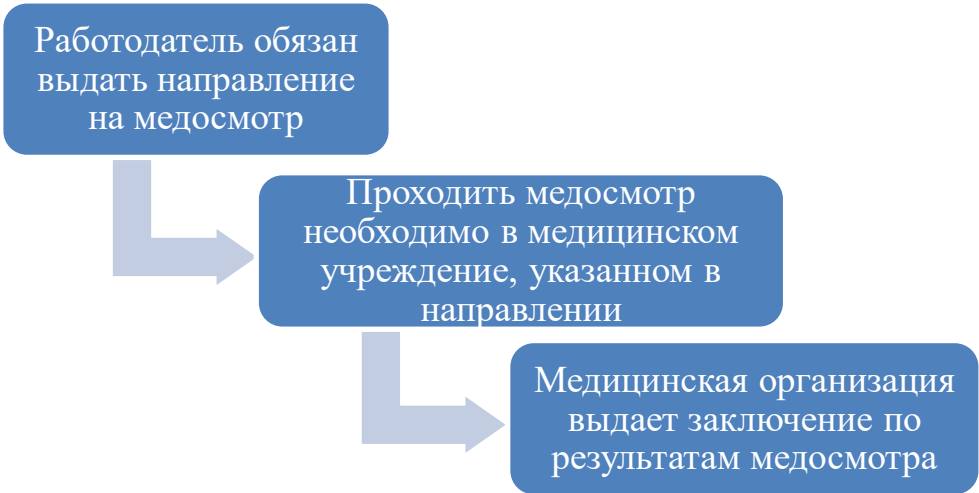 Работодатель обязан
выдать направление
на медосмотр
Проходить медосмотр
необходимо в медицинском
учреждение, указанном в
направлении
Медицинская организация
выдает заключение по
результатам медосмотра